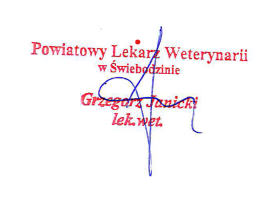 Powiatowy Lekarz Weterynarii
w Świebodzinie
Grzegorz Janicki
lek.wet.